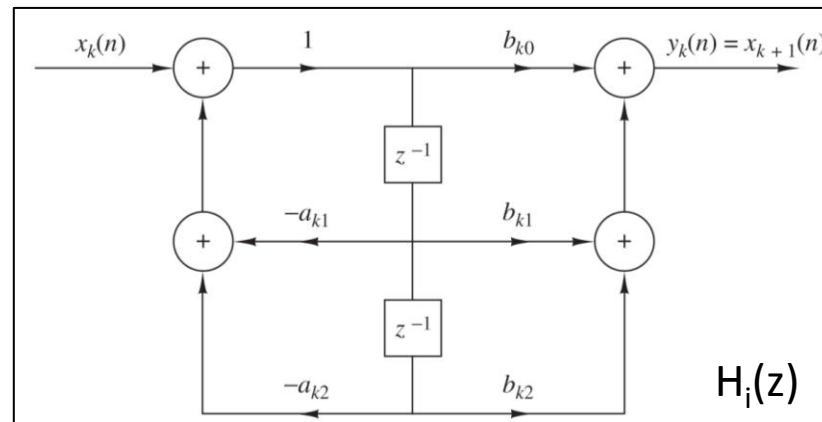 xₖ(n) 1 bₖ₀ yₖ(n) = xₖ ₊ ₁(n)
+ +
z⁻¹
−aₖ₁ bₖ₁
+ +
z⁻¹
−aₖ₂ bₖ₂
Hᵢ(z)